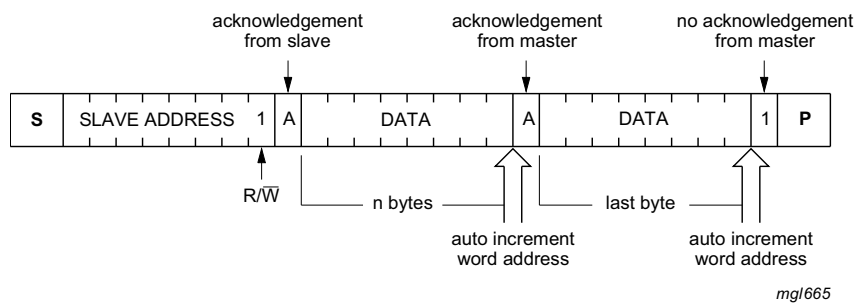 acknowledgement
from slave
acknowledgement
from master
no acknowledgement
from master
S SLAVE ADDRESS 1 A DATA A DATA 1 P
R/W̅
n bytes
last byte
auto increment
word address
auto increment
word address
mgl665